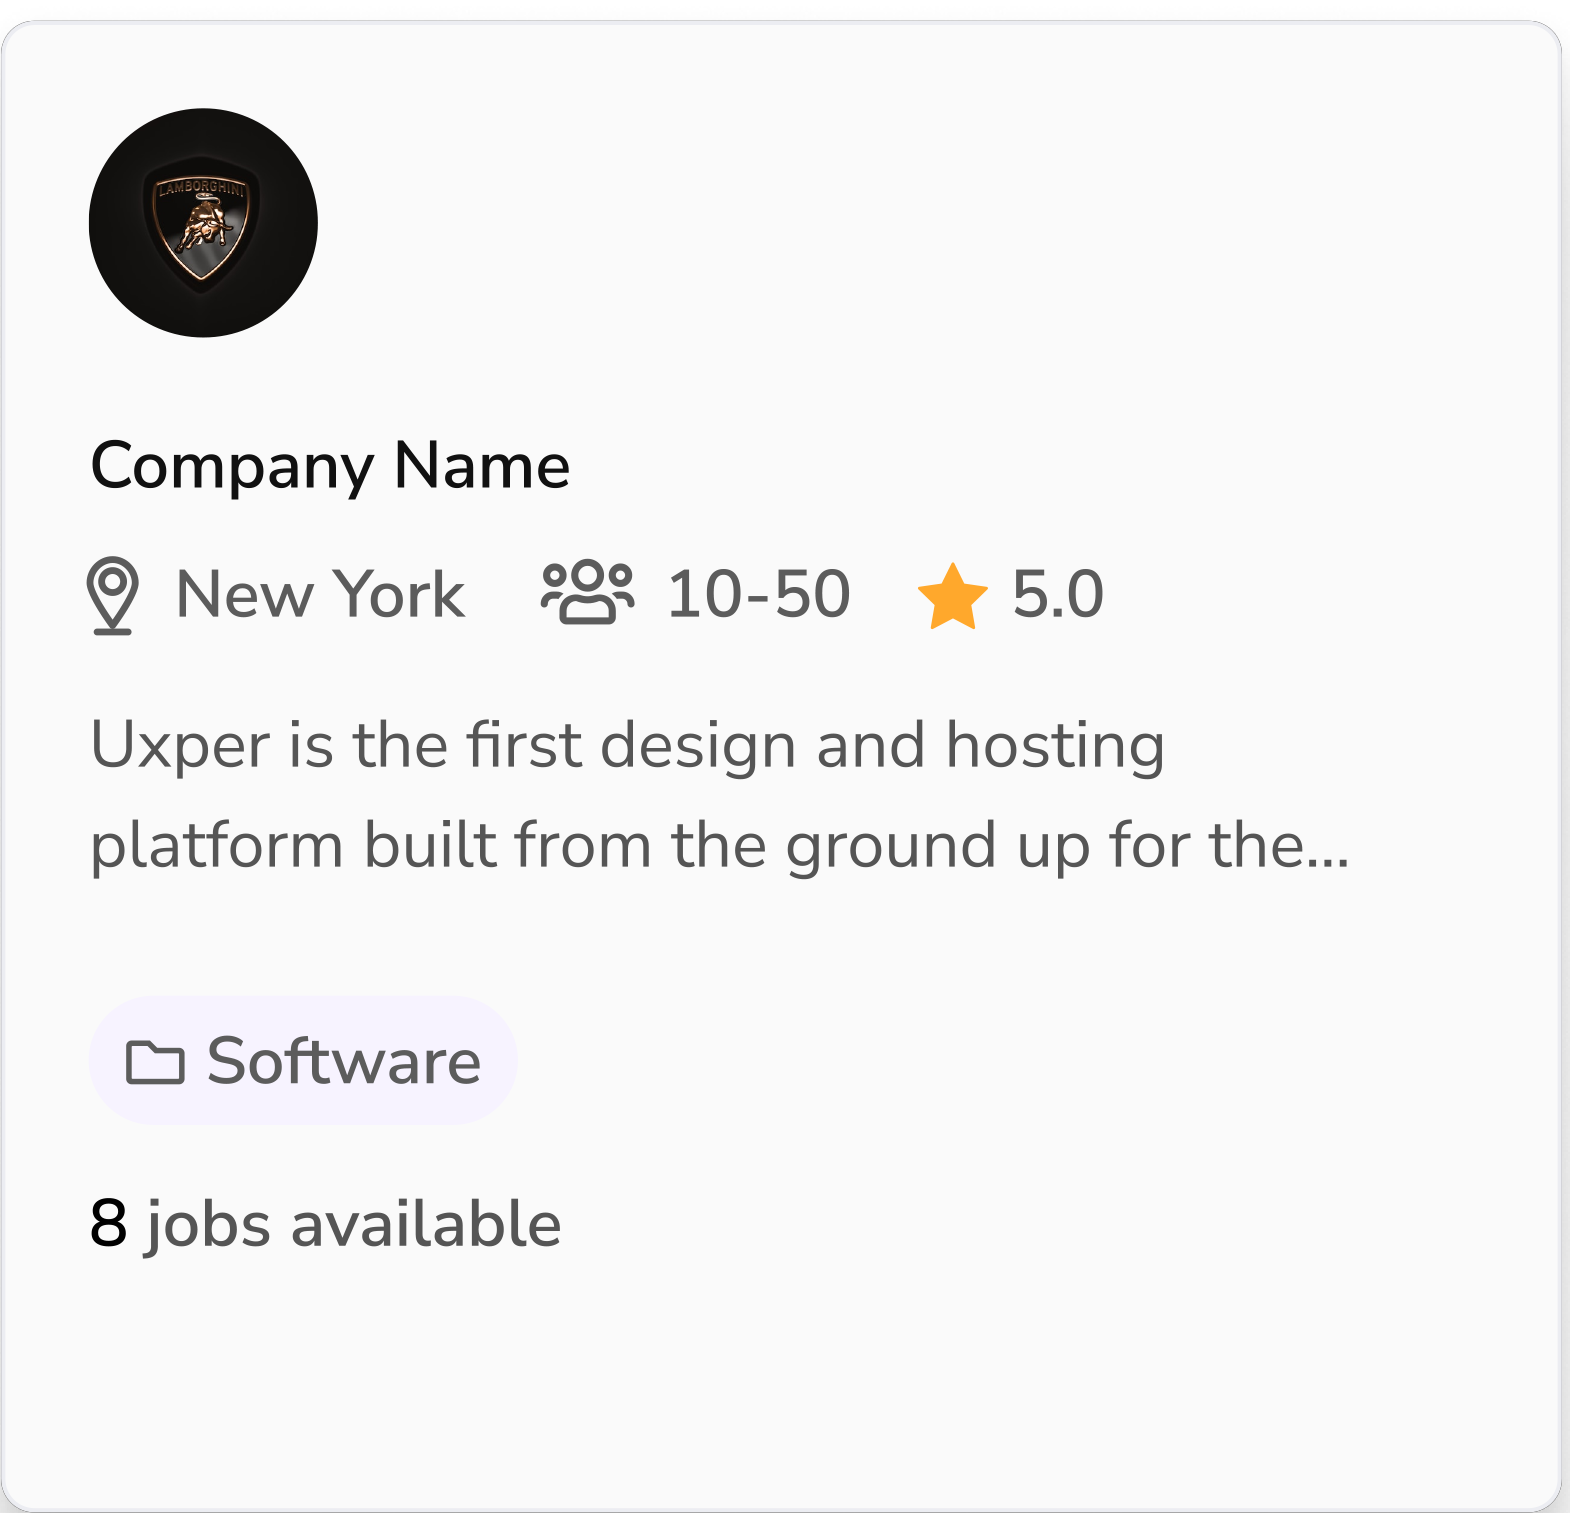 LAMBORGHINI
Company Name
New York 10-50 5.0
Uxper is the first design and hosting
platform built from the ground up for the...
Software
8 jobs available